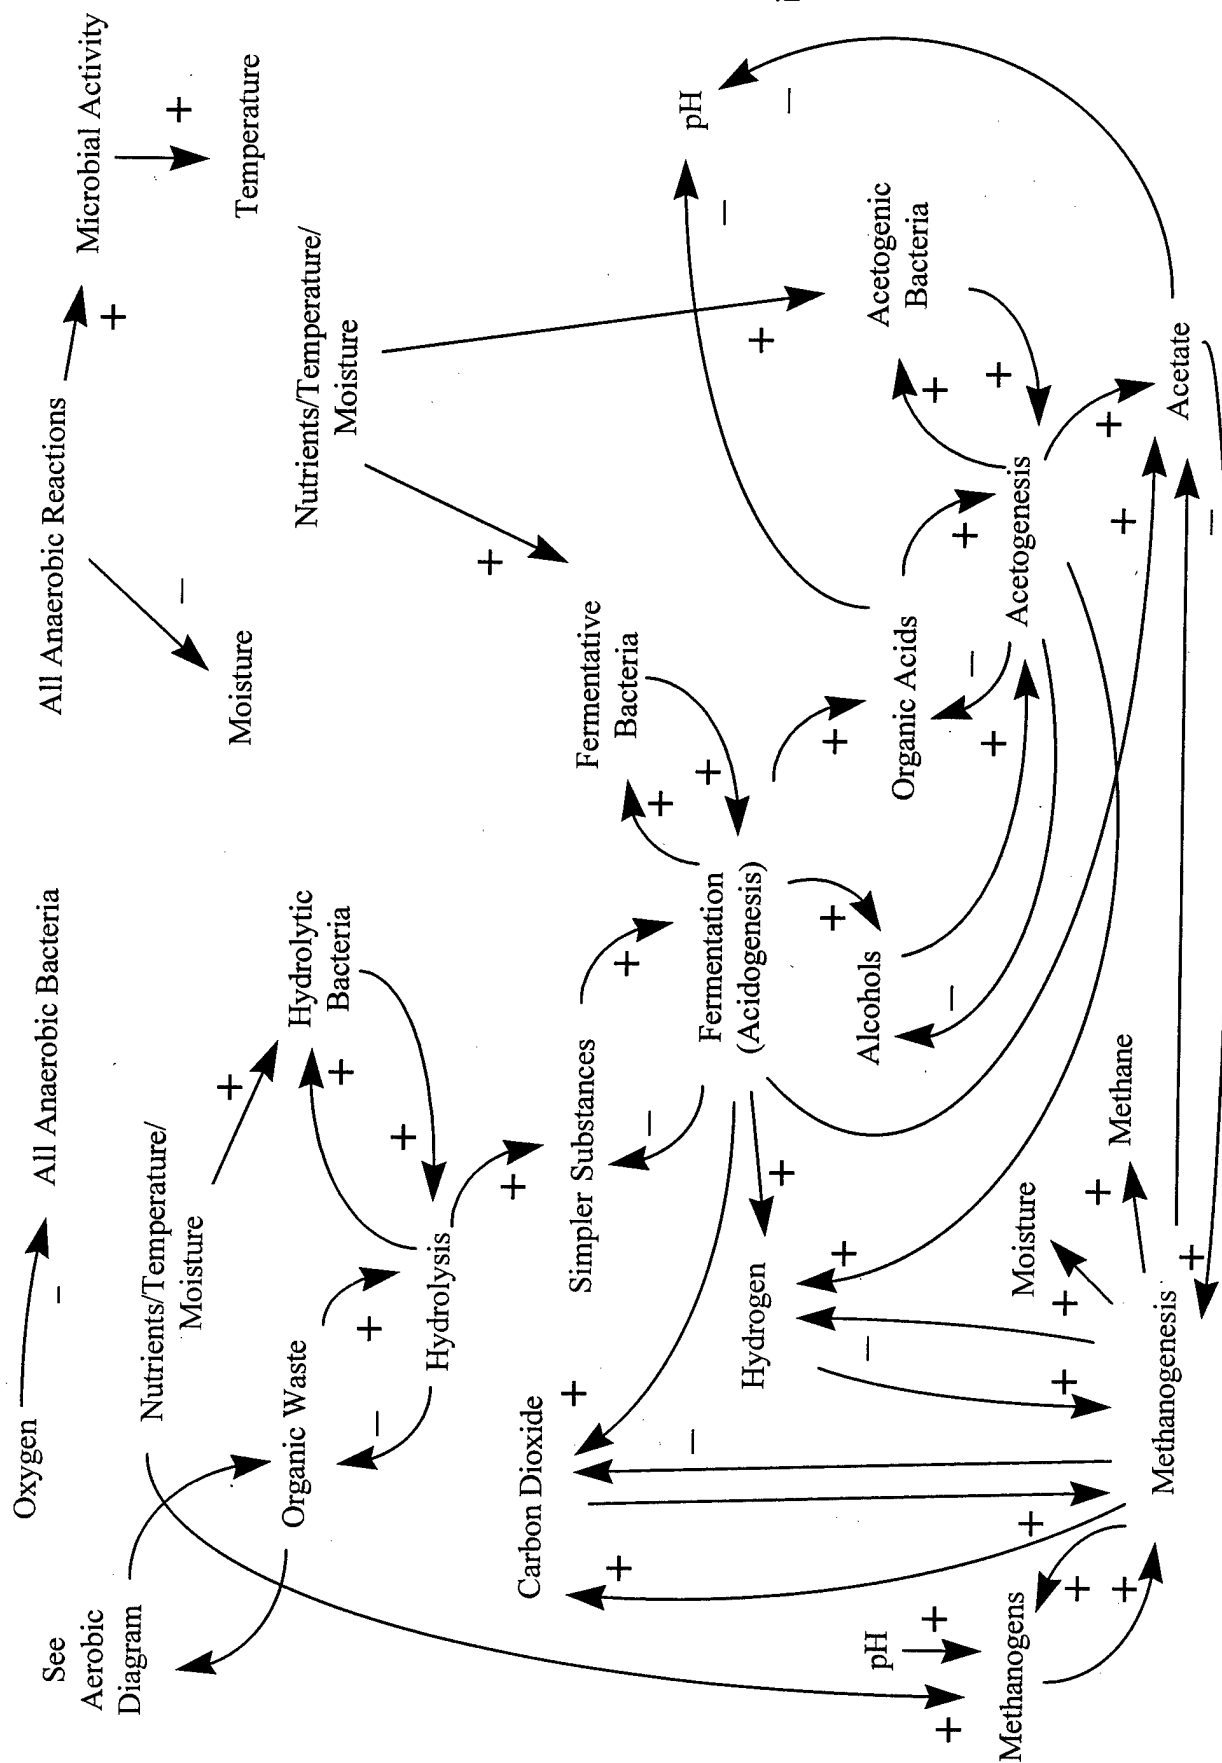 See
Aerobic
Diagram
Oxygen
−
All Anaerobic Bacteria
All Anaerobic Reactions
+
Microbial Activity
−
+
Moisture
Temperature
Nutrients/Temperature/
Moisture
+
Hydrolytic
Bacteria
Nutrients/Temperature/
Moisture
Organic Waste
+
−
+
+
Hydrolysis
+
+
+
Carbon Dioxide
+
+
−
Simpler Substances
+
−
Fermentative
Bacteria
+
+
Fermentation
(Acidogenesis)
pH
−
−
Hydrogen
+
+
−
+
Alcohols
+
−
Organic Acids
+
−
+
+
Acetogenic
Bacteria
+
+
Acetogenesis
pH
+
+
Methanogens
+
+
+
+
Moisture
+
+
Methane
+
+
Methanogenesis
+
Acetate
−